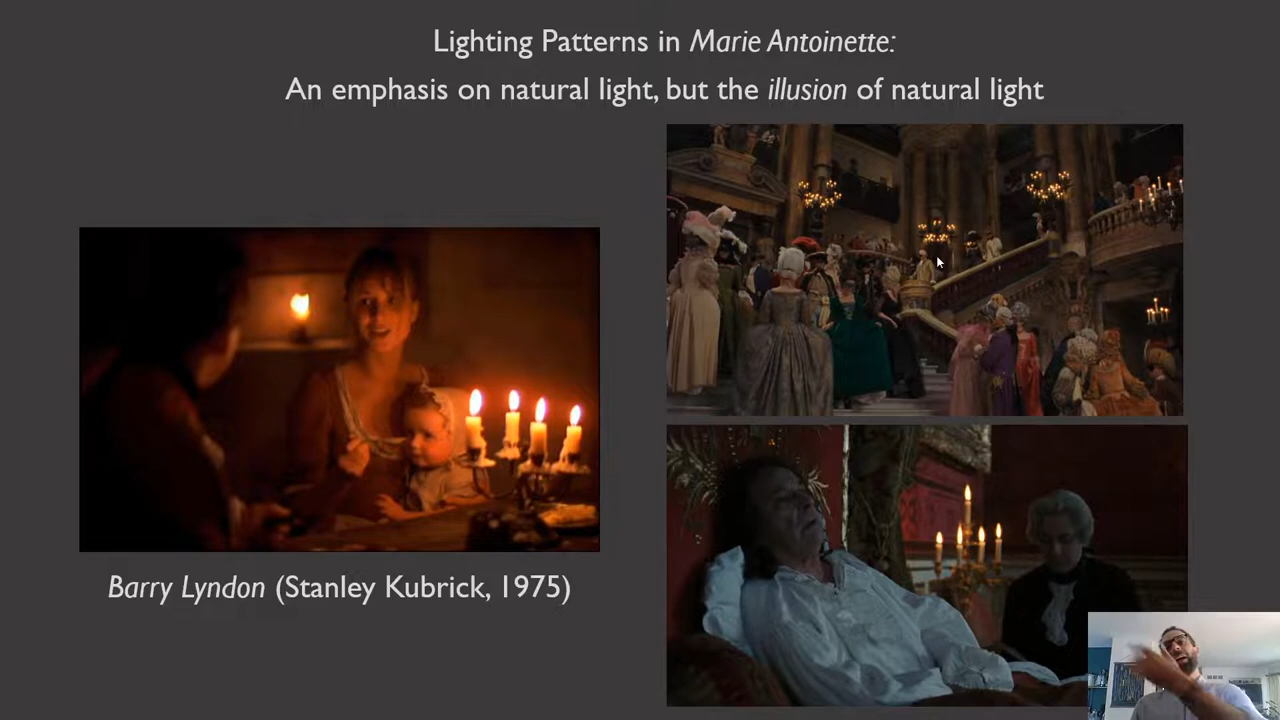 Lighting Patterns in Marie Antoinette:
An emphasis on natural light, but the illusion of natural light
Barry Lyndon (Stanley Kubrick, 1975)